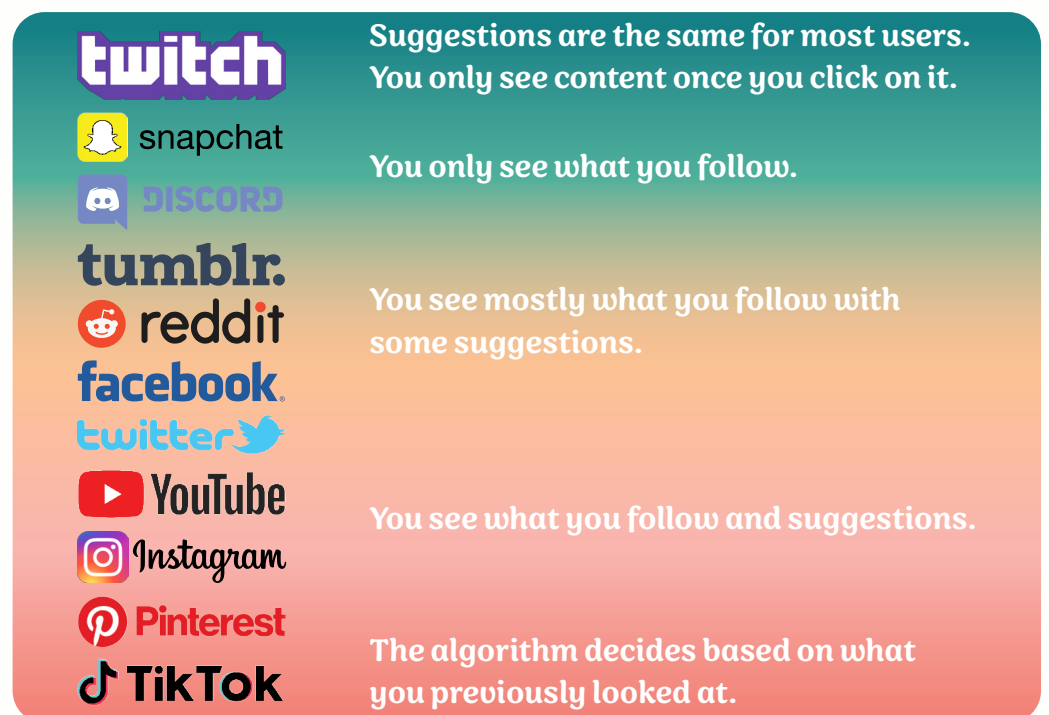 twitch
Suggestions are the same for most users.
You only see content once you click on it.
snapchat
You only see what you follow.
DISCORD
tumblr.
You see mostly what you follow with
some suggestions.
reddit
facebook®
twitter
YouTube
You see what you follow and suggestions.
Instagram
Pinterest
The algorithm decides based on what
you previously looked at.
TikTok